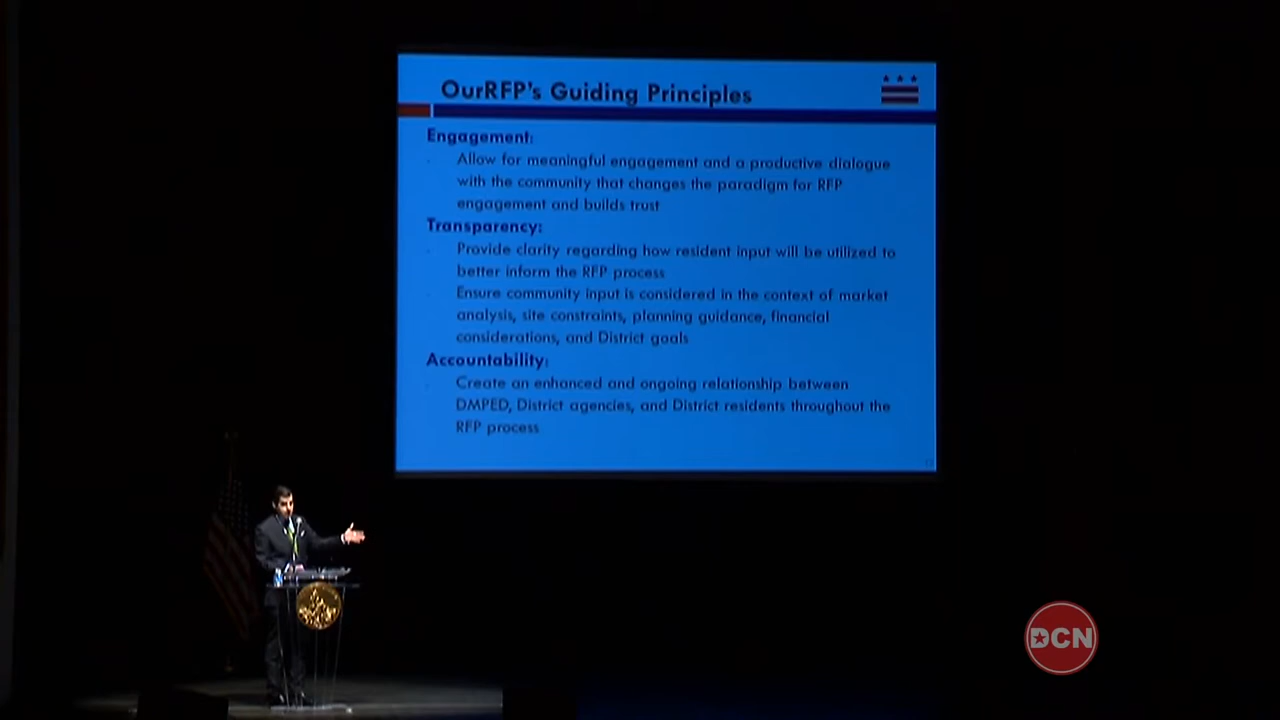 OurRFP's Guiding Principles
Engagement:
Allow for meaningful engagement and a productive dialogue
with the community that changes the paradigm for RFP
engagement and builds trust
Transparency:
Provide clarity regarding how resident input will be utilized to
better inform the RFP process
Ensure community input is considered in the context of market
analysis, site constraints, planning guidance, financial
considerations, and District goals
Accountability:
Create an enhanced and ongoing relationship between
DMPED, District agencies, and District residents throughout the
RFP process
DCN